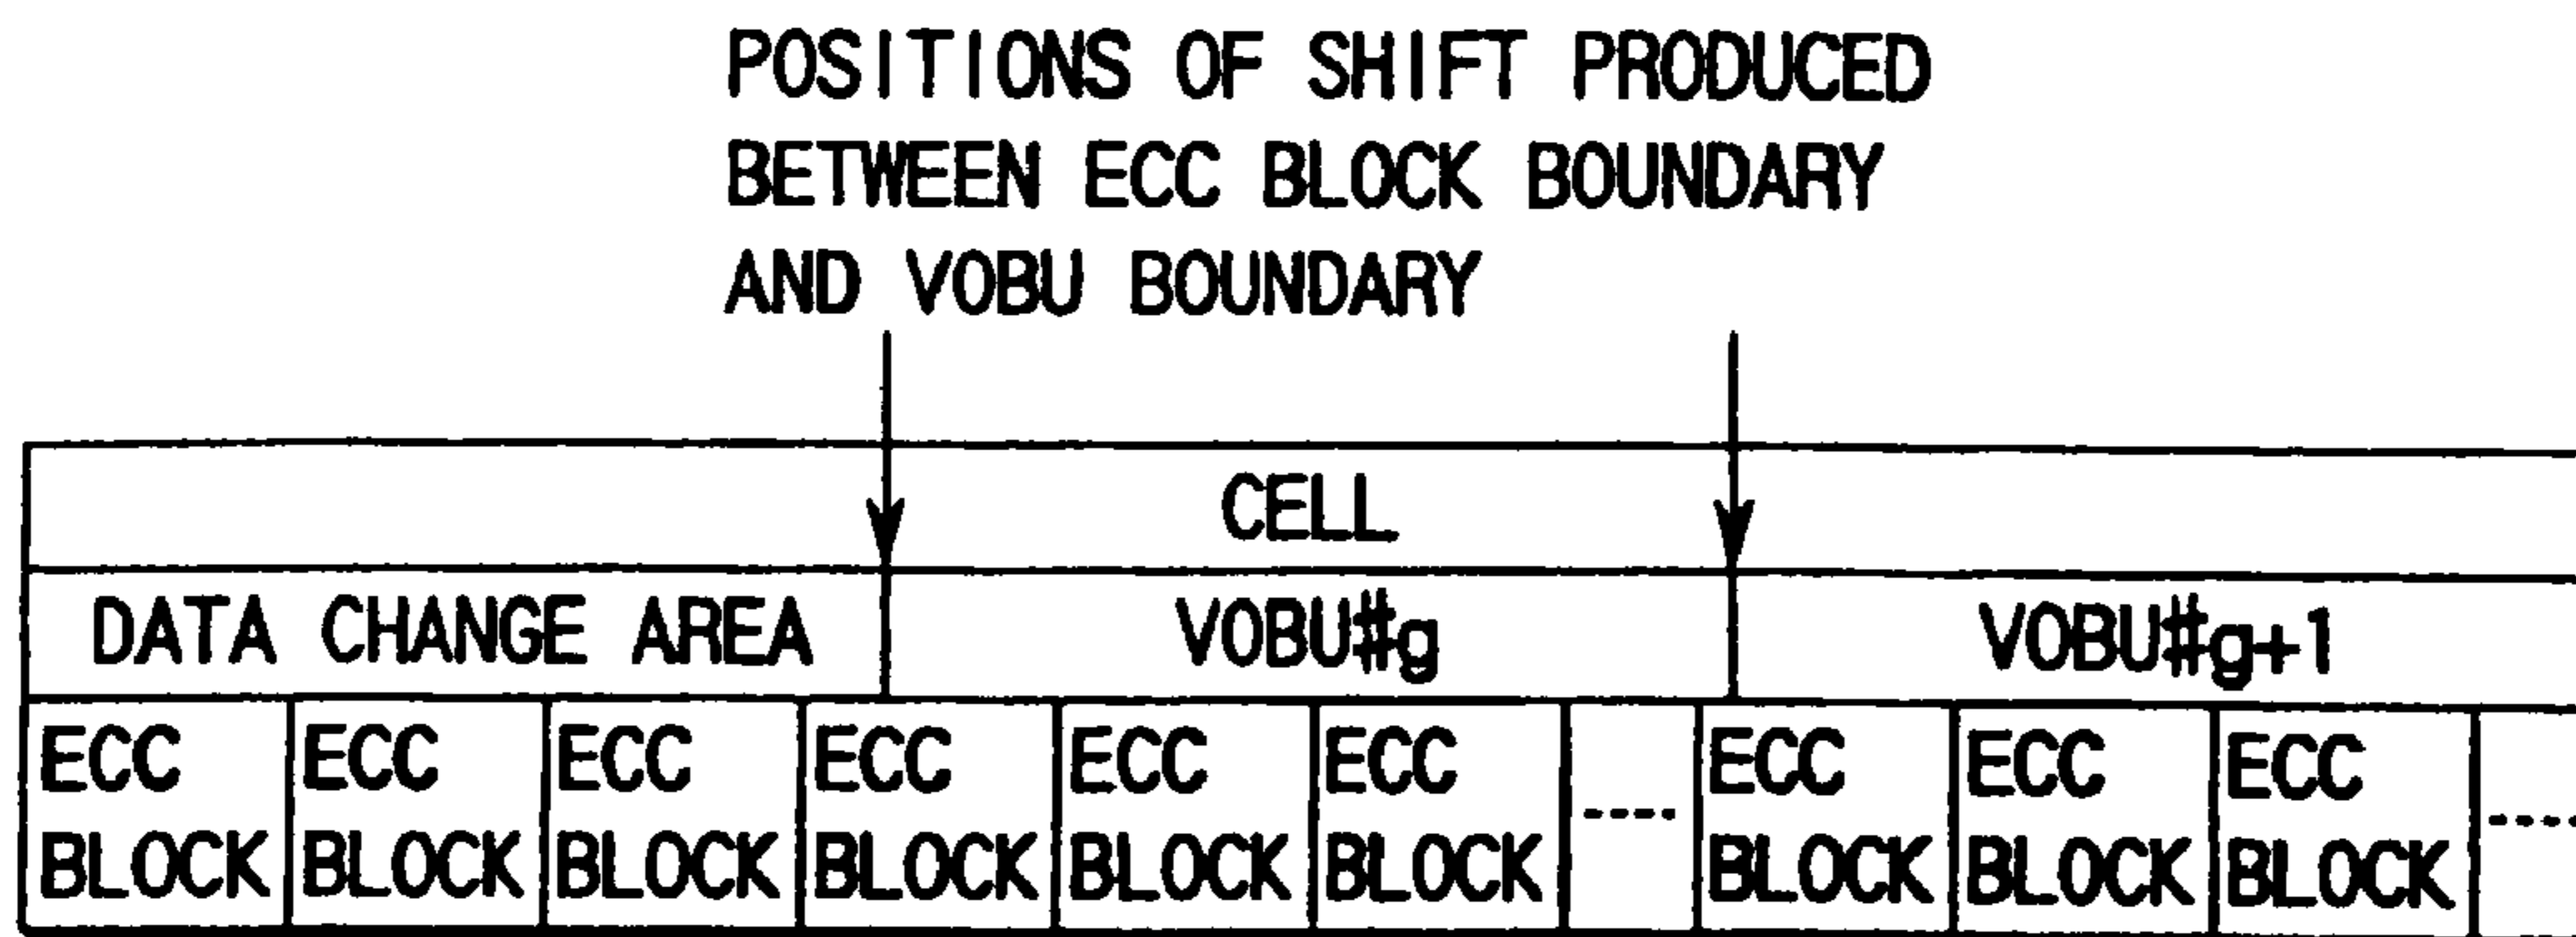 POSITIONS OF SHIFT PRODUCED
BETWEEN ECC BLOCK BOUNDARY
AND VOBU BOUNDARY
CELL
DATA CHANGE AREA VOBU#g VOBU#g+1
ECC ECC ECC ECC ECC ECC ---- ECC ECC ECC ----
BLOCK BLOCK BLOCK BLOCK BLOCK BLOCK BLOCK BLOCK BLOCK